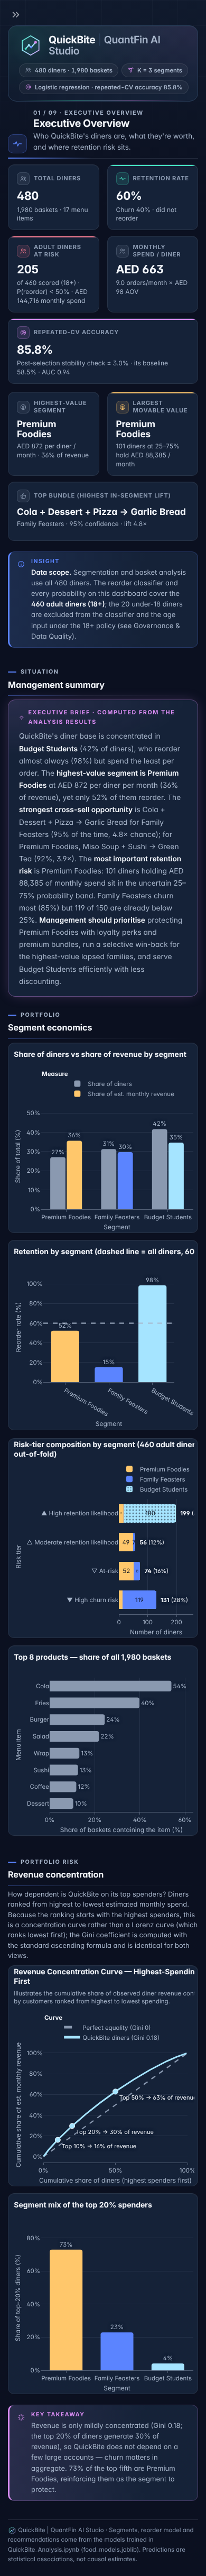 »
QuickBite | QuantFin AI
Studio
480 diners · 1,980 baskets
K = 3 segments
Logistic regression · repeated-CV accuracy 85.8%
01 / 09 · EXECUTIVE OVERVIEW
Executive Overview
Who QuickBite's diners are, what they're worth,
and where retention risk sits.
TOTAL DINERS
480
1,980 baskets · 17 menu
items
RETENTION RATE
60%
Churn 40% · did not
reorder
ADULT DINERS
AT RISK
205
of 460 scored (18+) ·
P(reorder) < 50% · AED
144,716 monthly spend
MONTHLY
SPEND / DINER
AED 663
9.0 orders/month = AED
98 AOV
REPEATED-CV ACCURACY
85.8%
Post-selection stability check ± 3.0% · its baseline
58.5% · AUC 0.94
HIGHEST-VALUE
SEGMENT
Premium
Foodies
AED 872 per diner /
month · 36% of revenue
LARGEST
MOVABLE VALUE
Premium
Foodies
101 diners at 25–75%
hold AED 88,385 /
month
TOP BUNDLE (HIGHEST IN-SEGMENT LIFT)
Cola + Dessert + Pizza → Garlic Bread
Family Feasters · 95% confidence · lift 4.8×
INSIGHT
Data scope. Segmentation and basket analysis
use all 480 diners. The reorder classifier and
every probability on this dashboard cover the
460 adult diners (18+); the 20 under-18 diners
are excluded from the classifier and the age
input under the 18+ policy (see Governance &
Data Quality).
SITUATION
Management summary
EXECUTIVE BRIEF · COMPUTED FROM THE
ANALYSIS RESULTS
QuickBite's diner base is concentrated in
Budget Students (42% of diners), who reorder
almost always (98%) but spend the least per
order. The highest-value segment is Premium
Foodies at AED 872 per diner/month (36%
of revenue), yet only 52% of them reorder. The
strongest cross-sell opportunity is Cola +
Dessert + Pizza → Garlic Bread for Family
Feasters (95% of the time, 4.8× chance); for
Premium Foodies, Miso Soup + Sushi → Green
Tea (92%, 3.9×). The most important retention
risk is Premium Foodies: 101 diners holding AED
88,385 of monthly spend sit in the uncertain 25–
75% probability band. Family Feasters churn
most (85%) but 119 of 150 are already below
25%. Management should prioritise protecting
Premium Foodies with loyalty perks and
premium bundles, run a selective win-back for
the highest-value lapsed families, and serve
Budget Students efficiently with less
discounting.
PORTFOLIO
Segment economics
Share of diners vs share of revenue by segment
Measure
Share of diners
Share of est. monthly revenue
Share of total (%)
50%
40%
30%
20%
10%
0%
27%
36%
31%
30%
42%
35%
Premium Foodies
Family Feasters
Budget Students
Segment
Retention by segment (dashed line = all diners, 60
Reorder rate (%)
100%
80%
60%
40%
20%
0%
52%
15%
98%
Premium Foodies
Family Feasters
Budget Students
Segment
Risk-tier composition by segment (460 adult diner
out-of-fold)
Premium Foodies
Family Feasters
Budget Students
Risk tier
▲ High retention likelihood
180
199 (
△ Moderate retention likelihood
49
56 (12%)
▽ At-risk
52
74 (16%)
▼ High churn risk
119
131 (28%)
0
100
200
Number of diners
Top 8 products — share of all 1,980 baskets
Menu item
Cola
54%
Fries
40%
Burger
24%
Salad
22%
Wrap
13%
Sushi
13%
Coffee
12%
Dessert
10%
0%
20%
40%
60%
Share of baskets containing the item (%)
PORTFOLIO RISK
Revenue concentration
How dependent is QuickBite on its top spenders? Diners
ranked from highest to lowest estimated monthly spend.
Because the ranking starts with the highest spenders, this
is a concentration curve rather than a Lorenz curve (which
ranks lowest first); the Gini coefficient is computed with
the standard ascending formula and is identical for both
views.
Revenue Concentration Curve — Highest-Spendin
First
Illustrates the cumulative share of observed diner revenue con
by customers ranked from highest to lowest spending.
Curve
Perfect equality (Gini 0)
QuickBite diners (Gini 0.18)
Cumulative share of est. monthly revenue
100%
80%
60%
40%
20%
0%
Top 50% → 63% of revenu
Top 20% → 30% of revenue
Top 10% → 16% of revenue
0%
50%
100%
Cumulative share of diners (highest spenders first)
Segment mix of the top 20% spenders
Share of top-20% diners (%)
80%
60%
40%
20%
0%
73%
23%
4%
Premium Foodies
Family Feasters
Budget Students
Segment
KEY TAKEAWAY
Revenue is only mildly concentrated (Gini 0.18;
the top 20% of diners generate 30% of
revenue), so QuickBite does not depend on a
few large accounts — churn matters in
aggregate. 73% of the top fifth are Premium
Foodies, reinforcing them as the segment to
protect.
QuickBite | QuantFin AI Studio · Segments, reorder model and
recommendations come from the models trained in
QuickBite_Analysis.ipynb (food_models.joblib). Predictions are
statistical associations, not causal estimates.